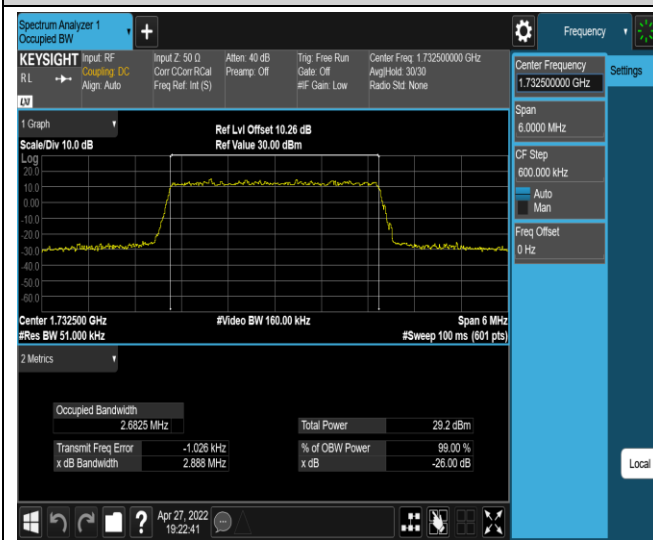 Spectrum Analyzer 1
Occupied BW
+
Frequency
KEYSIGHT
RL
LXI
Input: RF
Coupling: DC
Align: Auto
Input Z: 50 Ω
Corr CCorr RCal
Freq Ref: Int (S)
Atten: 40 dB
Preamp: Off
Trig: Free Run
Gate: Off
#IF Gain: Low
Center Freq: 1.732500000 GHz
Avg|Hold: 30/30
Radio Std: None
Center Frequency
1.732500000 GHz
Settings
Span
6.0000 MHz
CF Step
600.000 kHz
Auto
Man
Freq Offset
0 Hz
1 Graph
Scale/Div 10.0 dB
Ref Lvl Offset 10.26 dB
Ref Value 30.00 dBm
Log
20.0
10.0
0.00
-10.0
-20.0
-30.0
-40.0
-50.0
-60.0
Center 1.732500 GHz
#Video BW 160.00 kHz
Span 6 MHz
#Res BW 51.000 kHz
#Sweep 100 ms (601 pts)
2 Metrics
Occupied Bandwidth
2.6825 MHz
Total Power 29.2 dBm
Transmit Freq Error -1.026 kHz
% of OBW Power 99.00 %
x dB Bandwidth 2.888 MHz
x dB -26.00 dB
Local
?
Apr 27, 2022
19:22:41